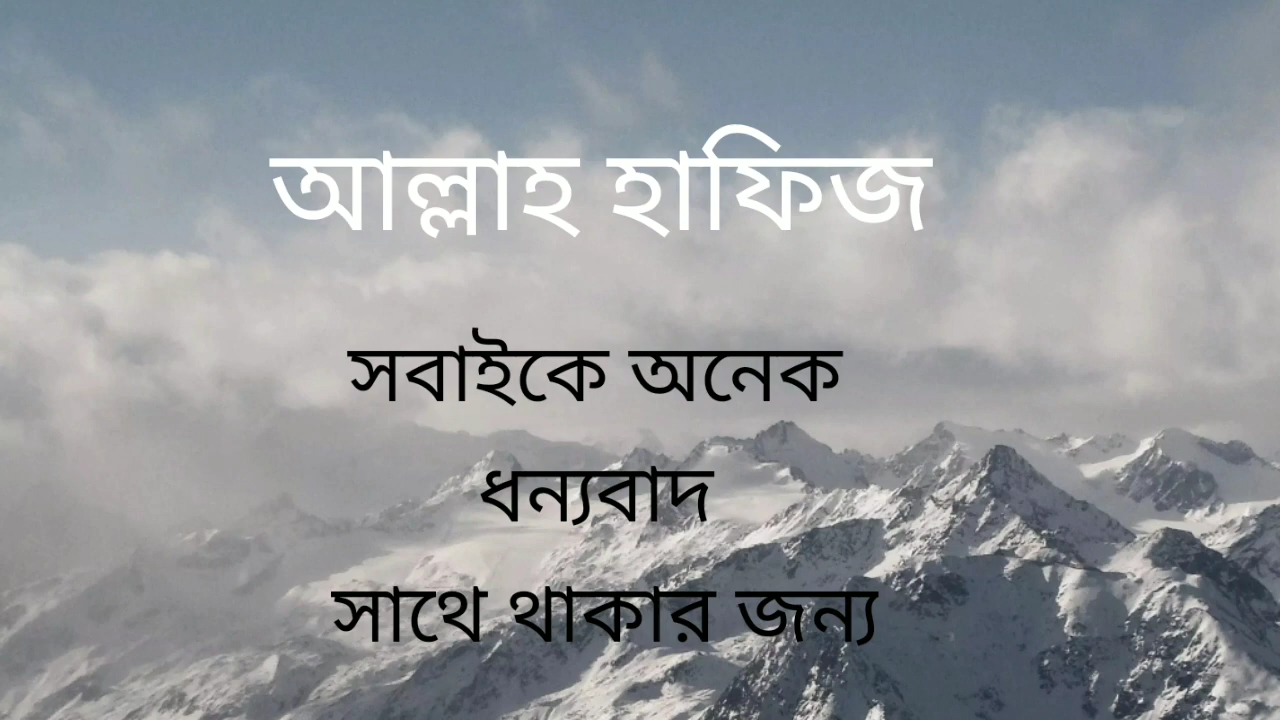 আল্লাহ হাফিজ
সবাইকে অনেক
ধন্যবাদ
সাথে থাকার জন্য